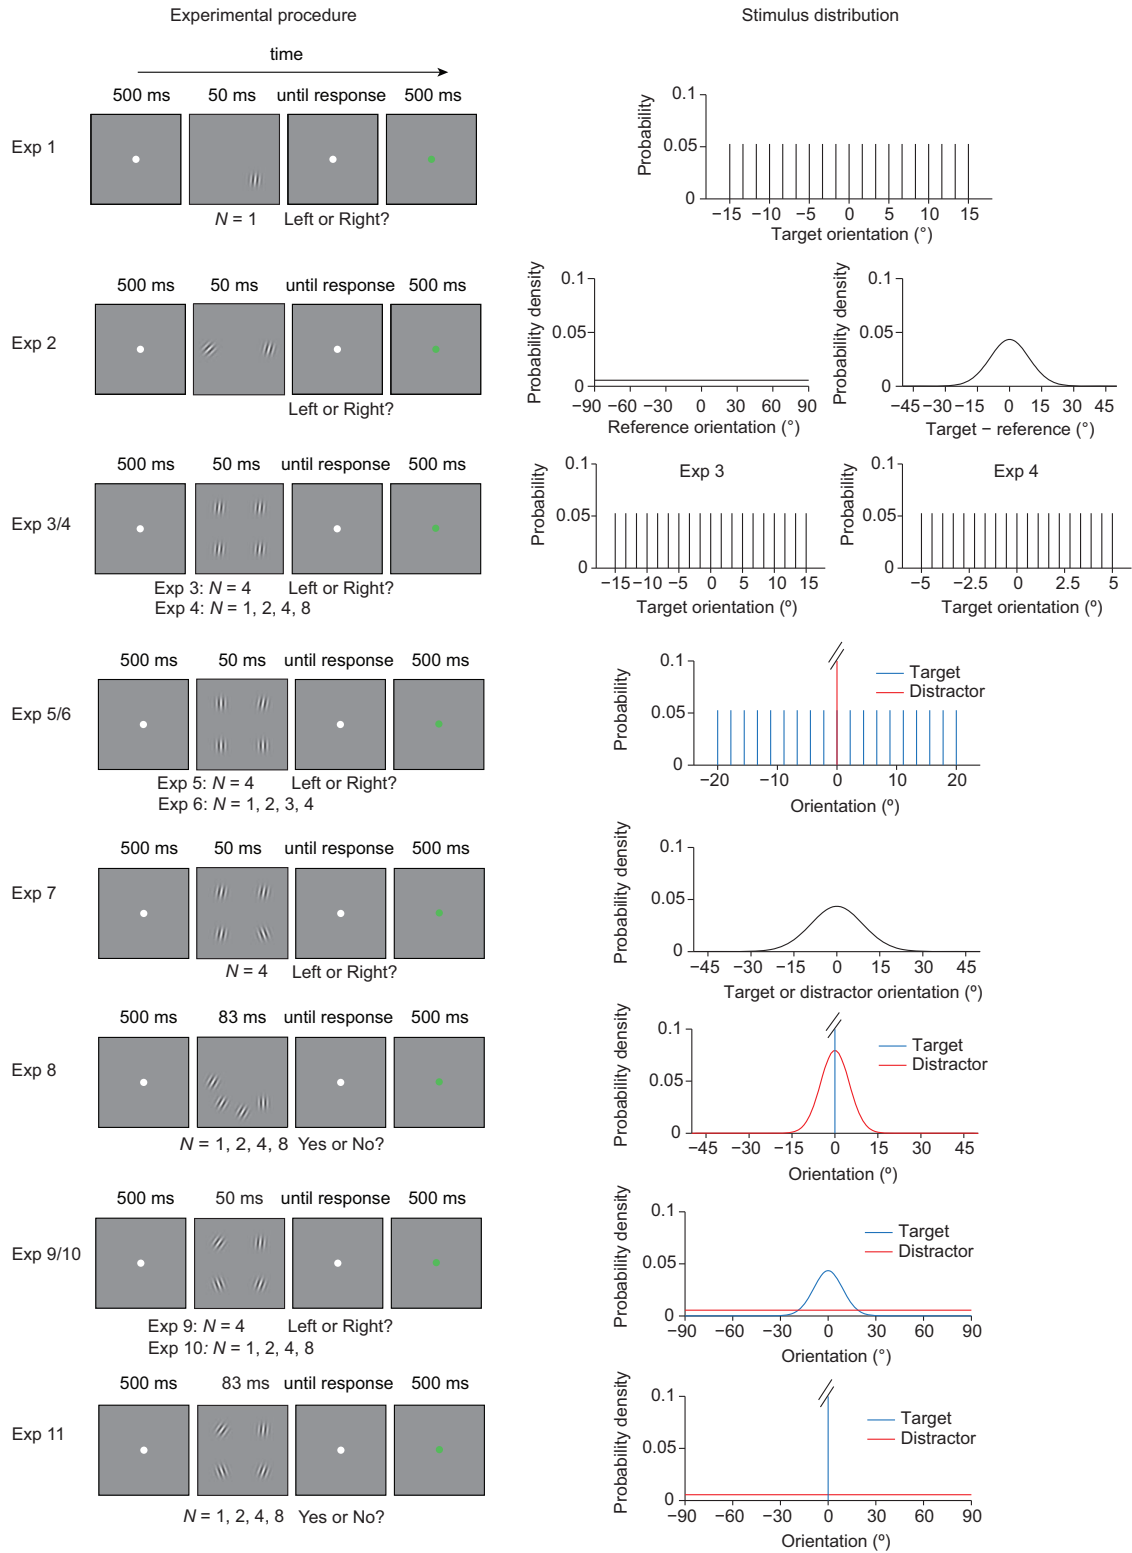 Experimental procedure
Stimulus distribution
time
500 ms 50 ms until response 500 ms
Exp 1
N = 1 Left or Right?
Probability
0.1
0.05
0
−15 −10 −5 0 5 10 15
Target orientation (°)
500 ms 50 ms until response 500 ms
Exp 2
Left or Right?
Probability density
0.1
0.05
0
−90 −60 −30 0 30 60 90
Reference orientation (°)
Probability density
0.1
0.05
0
−45 −30 −15 0 15 30 45
Target − reference (°)
500 ms 50 ms until response 500 ms
Exp 3/4
Exp 3: N = 4 Left or Right?
Exp 4: N = 1, 2, 4, 8
Exp 3
Probability
0.1
0.05
0
−15 −10 −5 0 5 10 15
Target orientation (º)
Exp 4
Probability
0.1
0.05
0
−5 −2.5 0 2.5 5
Target orientation (º)
500 ms 50 ms until response 500 ms
Exp 5/6
Exp 5: N = 4 Left or Right?
Exp 6: N = 1, 2, 3, 4
Probability
0.1
0.05
0
Target
Distractor
−20 −10 0 10 20
Orientation (º)
500 ms 50 ms until response 500 ms
Exp 7
N = 4 Left or Right?
Probability density
0.1
0.05
0
−45 −30 −15 0 15 30 45
Target or distractor orientation (º)
500 ms 83 ms until response 500 ms
Exp 8
N = 1, 2, 4, 8 Yes or No?
Probability density
0.1
0.05
0
Target
Distractor
−45 −30 −15 0 15 30 45
Orientation (º)
500 ms 50 ms until response 500 ms
Exp 9/10
Exp 9: N = 4 Left or Right?
Exp 10: N = 1, 2, 4, 8
Probability density
0.1
0.05
0
Target
Distractor
−90 −60 −30 0 30 60 90
Orientation (°)
500 ms 83 ms until response 500 ms
Exp 11
N = 1, 2, 4, 8 Yes or No?
Probability density
0.1
0.05
0
Target
Distractor
−90 −60 −30 0 30 60 90
Orientation (º)